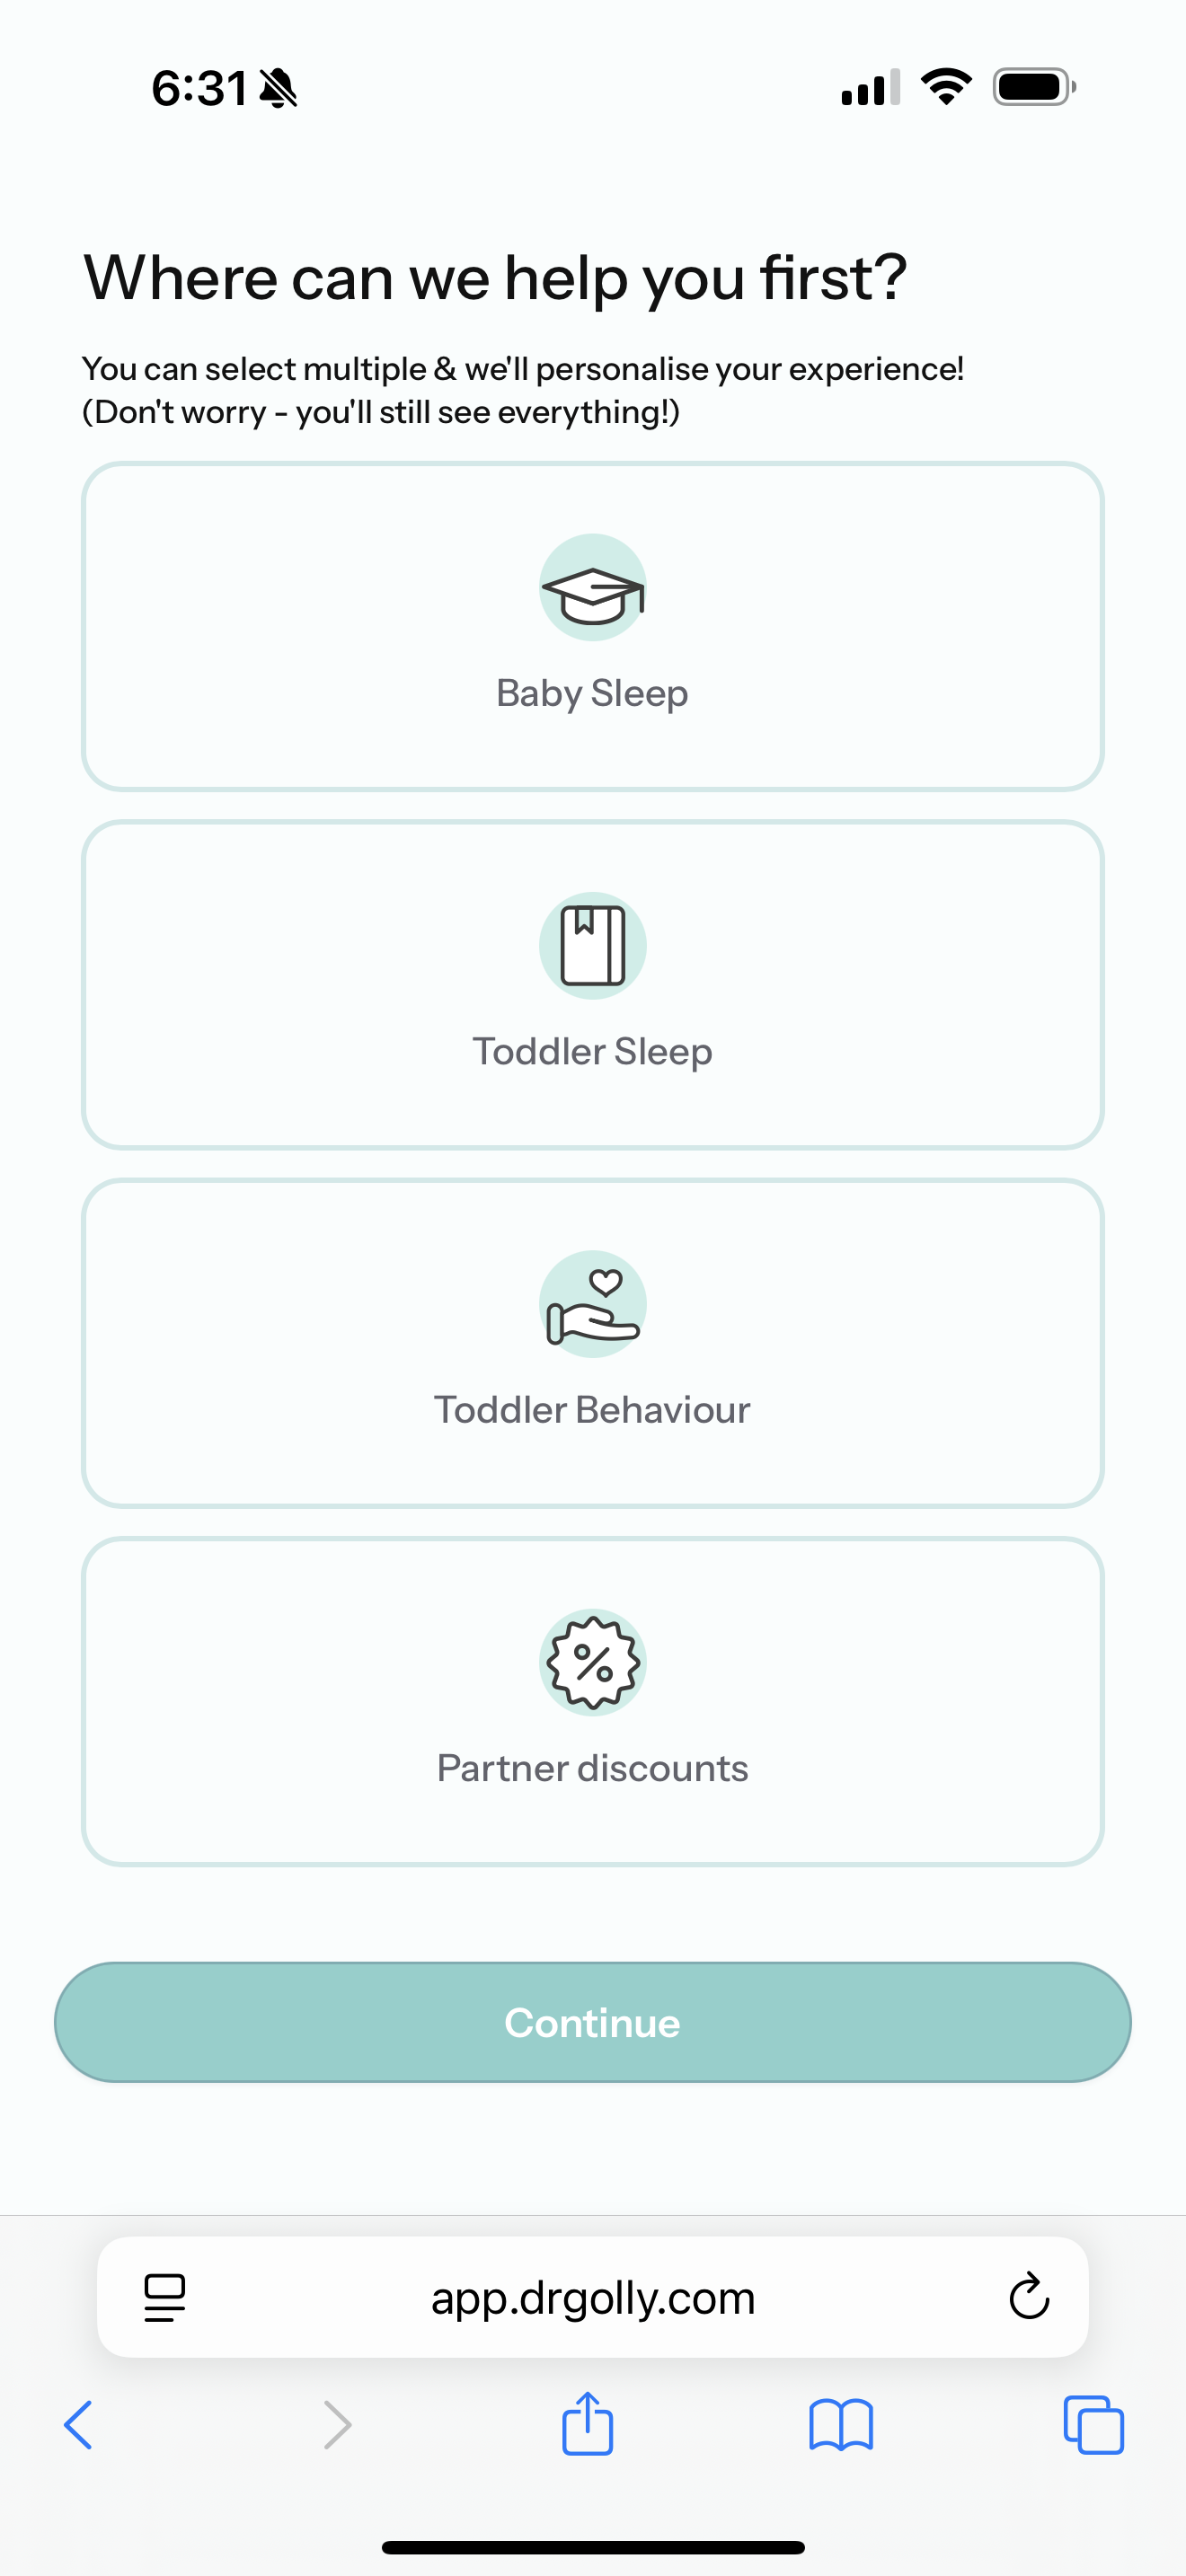 6:31
Where can we help you first?
You can select multiple & we'll personalise your experience!
(Don't worry - you'll still see everything!)
Baby Sleep
Toddler Sleep
Toddler Behaviour
%
Partner discounts
Continue
app.drgolly.com